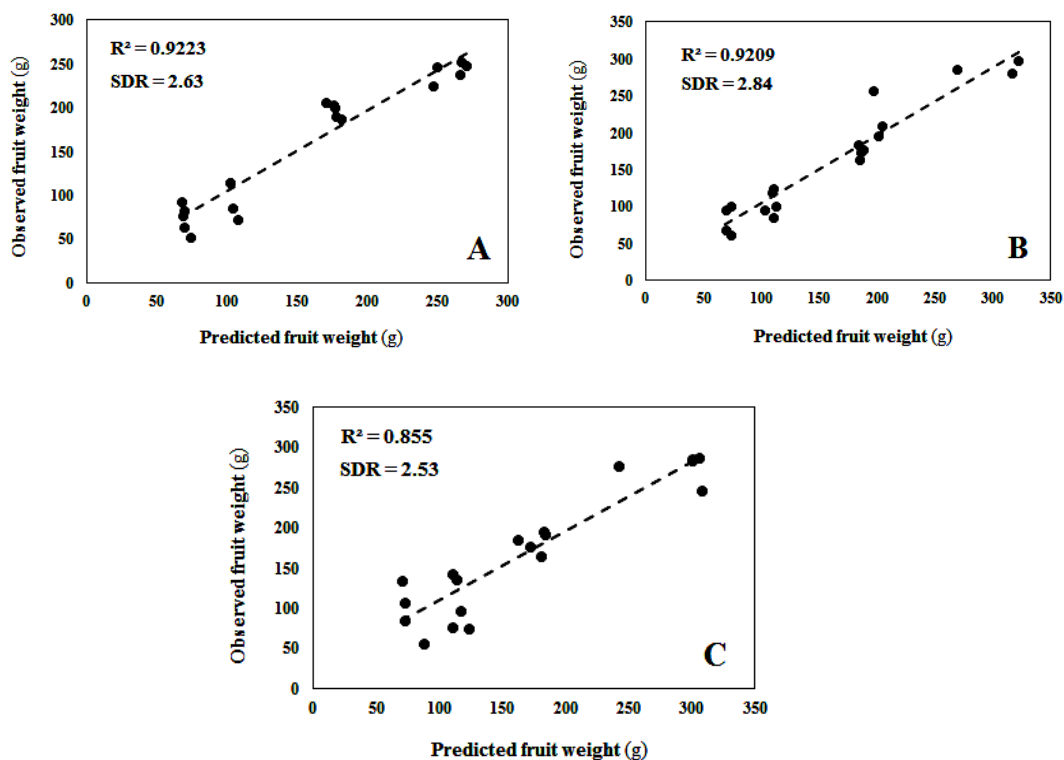 R² = 0.9223
SDR = 2.63
Observed fruit weight (g)
300
250
200
150
100
50
0
0 50 100 150 200 250 300
Predicted fruit weight (g)
A
R² = 0.9209
SDR = 2.84
Observed fruit weight (g)
350
300
250
200
150
100
50
0
0 50 100 150 200 250 300 350
Predicted fruit weight (g)
B
R² = 0.855
SDR = 2.53
Observed fruit weight (g)
350
300
250
200
150
100
50
0
0 50 100 150 200 250 300 350
Predicted fruit weight (g)
C